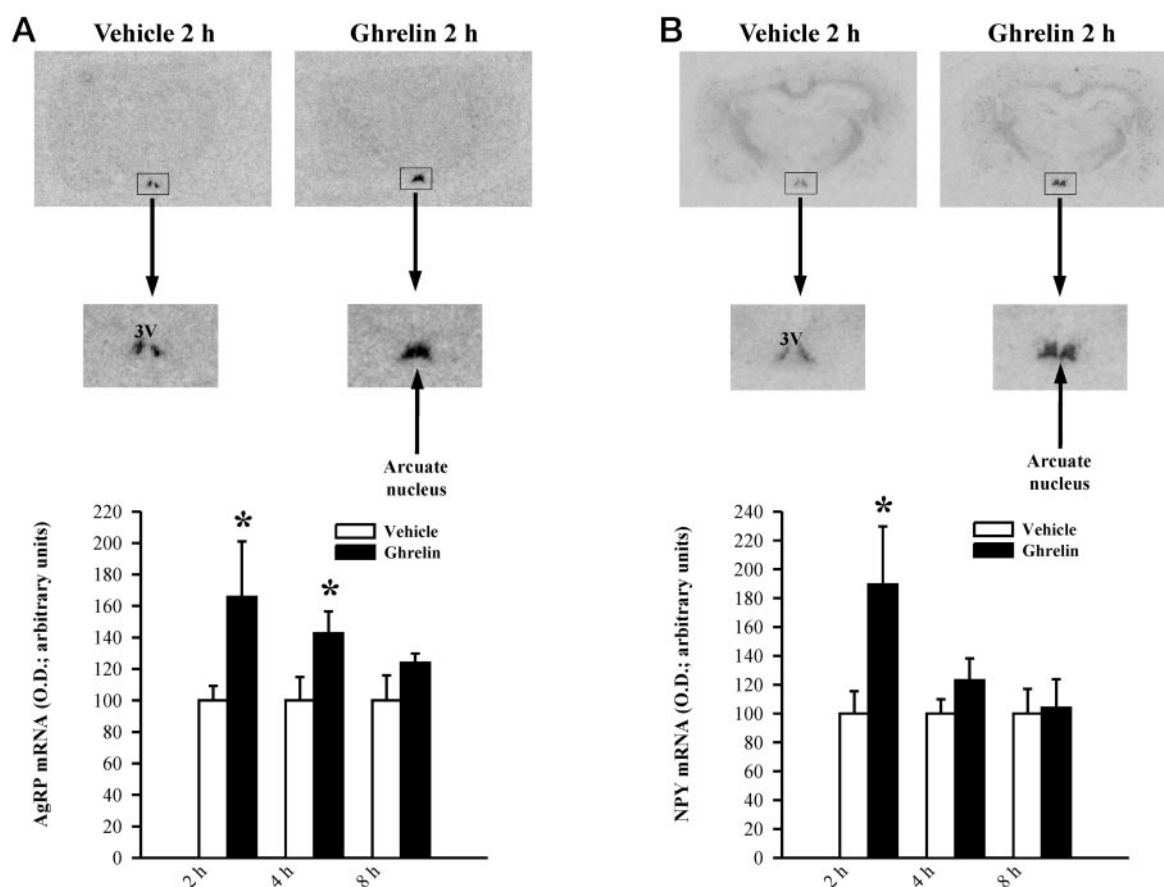 A
Vehicle 2 h
Ghrelin 2 h
3V
Arcuate
nucleus
AgRP mRNA (O.D.; arbitrary units)
220
200
180
160
140
120
100
80
60
40
20
0
*
*
Vehicle
Ghrelin
2 h
4 h
8 h
B
Vehicle 2 h
Ghrelin 2 h
3V
Arcuate
nucleus
NPY mRNA (O.D.; arbitrary units)
240
220
200
180
160
140
120
100
80
60
40
20
0
*
Vehicle
Ghrelin
2 h
4 h
8 h